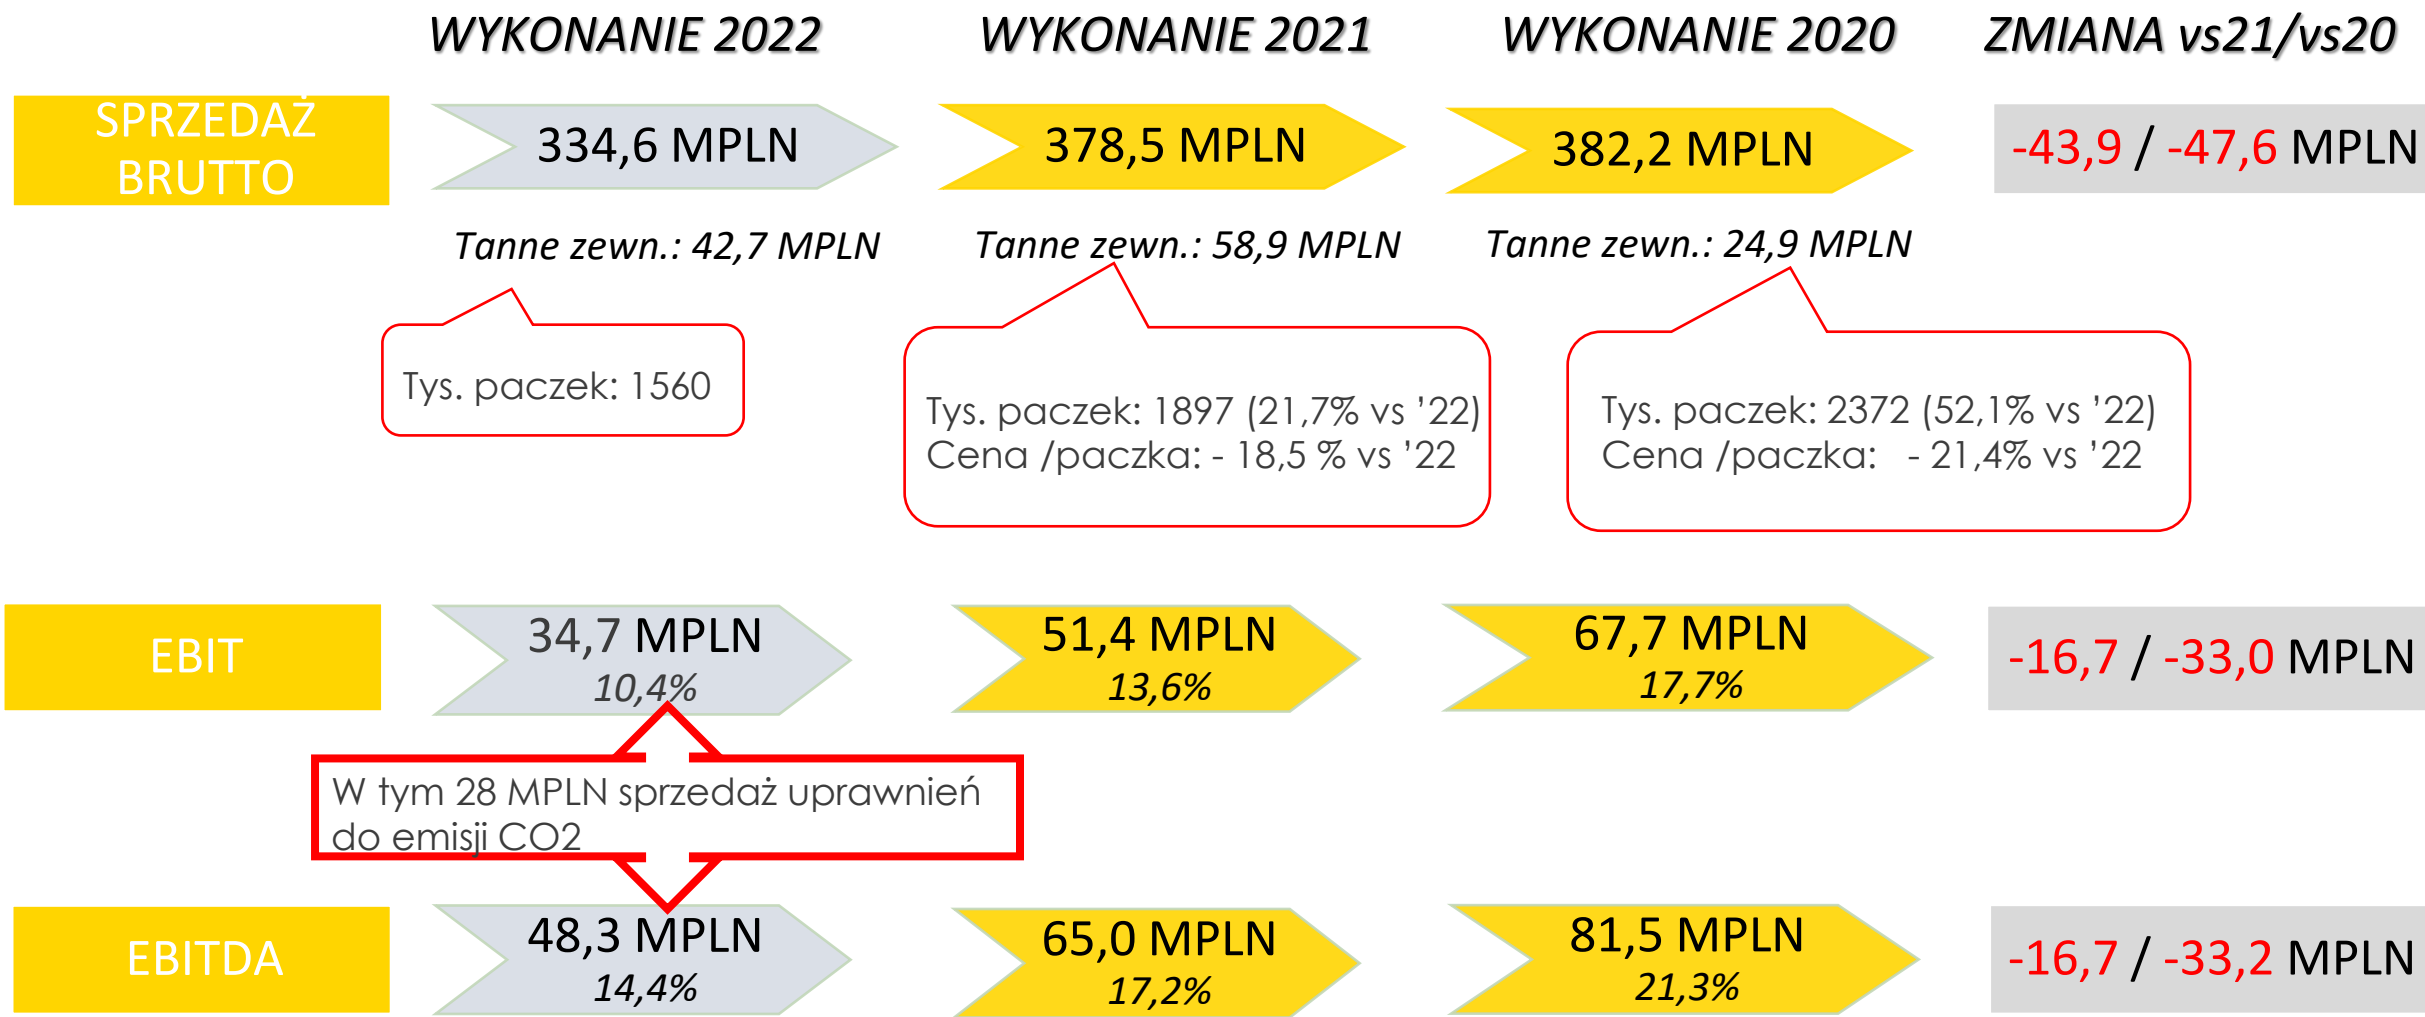 WYKONANIE 2022 WYKONANIE 2021 WYKONANIE 2020 ZMIANA vs21/vs20
SPRZEDAŻ
BRUTTO
334,6 MPLN 378,5 MPLN 382,2 MPLN -43,9 / -47,6 MPLN
Tanne zewn.: 42,7 MPLN Tanne zewn.: 58,9 MPLN Tanne zewn.: 24,9 MPLN
Tys. paczek: 1560
Tys. paczek: 1897 (21,7% vs ’22)
Cena /paczka: - 18,5 % vs ’22
Tys. paczek: 2372 (52,1% vs ’22)
Cena /paczka: - 21,4% vs ’22
EBIT
34,7 MPLN
10,4%
51,4 MPLN
13,6%
67,7 MPLN
17,7%
-16,7 / -33,0 MPLN
W tym 28 MPLN sprzedaż uprawnień
do emisji CO2
EBITDA
48,3 MPLN
14,4%
65,0 MPLN
17,2%
81,5 MPLN
21,3%
-16,7 / -33,2 MPLN